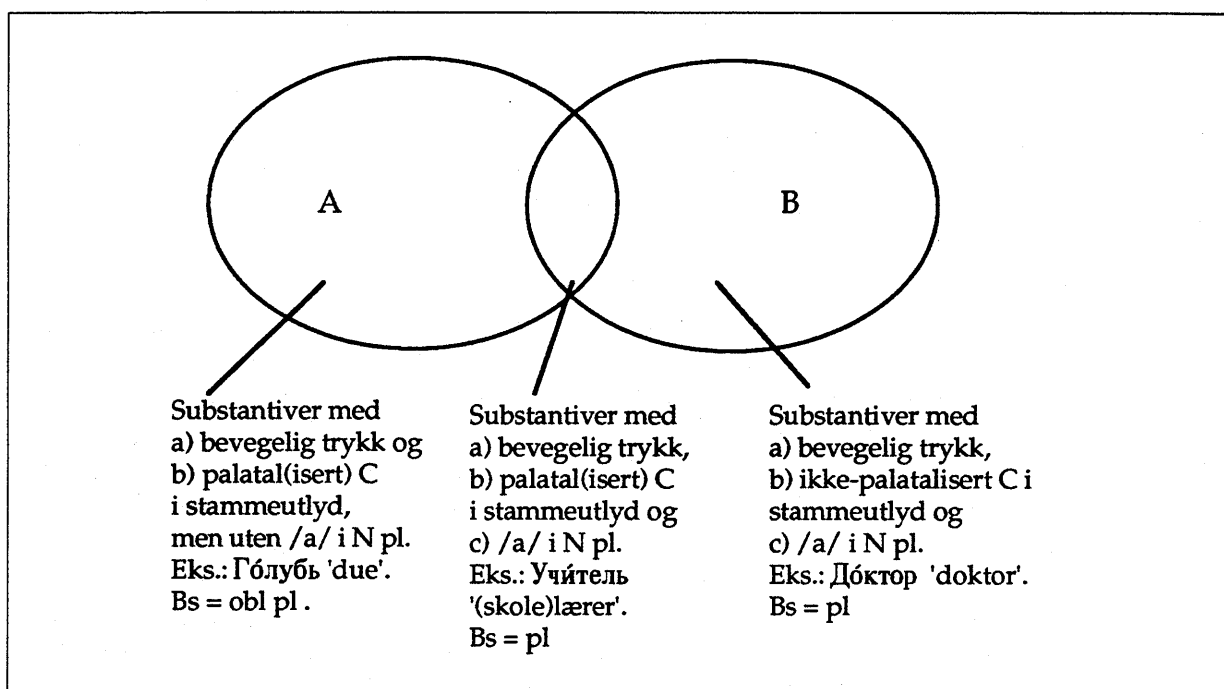 A
B
Substantiver med
a) bevegelig trykk og
b) palatal(isert) C
i stammeutlyd,
men uten /a/ i N pl.
Eks.: Го́лубь 'due'.
Bs = obl pl .
Substantiver med
a) bevegelig trykk,
b) palatal(isert) C
i stammeutlyd og
c) /a/ i N pl.
Eks.: Учи́тель
'(skole)lærer'.
Bs = pl
Substantiver med
a) bevegelig trykk,
b) ikke-palatalisert C i
stammeutlyd og
c) /a/ i N pl.
Eks.: До́ктор 'doktor'.
Bs = pl